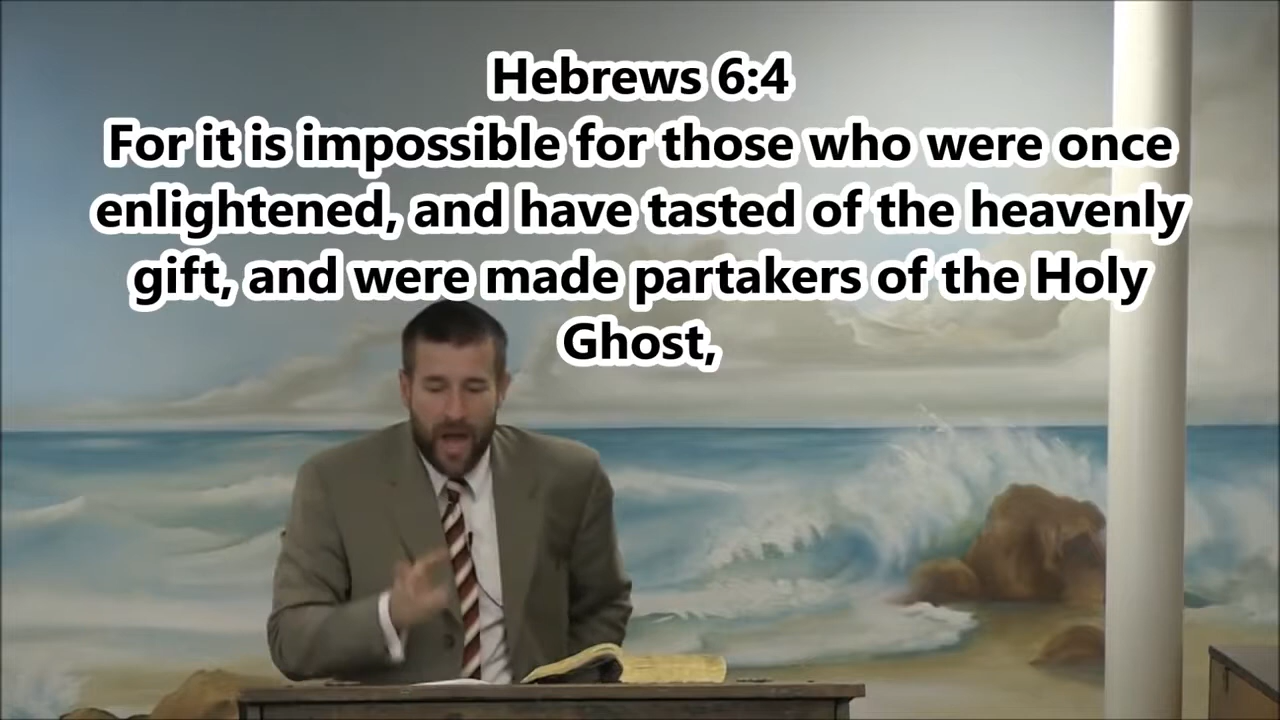 Hebrews 6:4
For it is impossible for those who were once
enlightened, and have tasted of the heavenly
gift, and were made partakers of the Holy
Ghost,